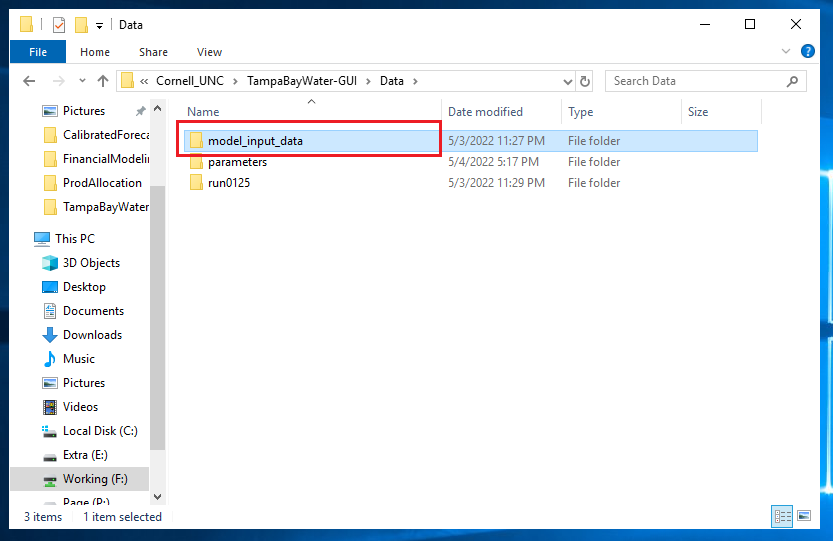 Data
File Home Share View
« Cornell_UNC > TampaBayWater-GUI > Data > Search Data
Name Date modified Type Size
model_input_data 5/3/2022 11:27 PM File folder
parameters 5/4/2022 5:17 PM File folder
run0125 5/3/2022 11:29 PM File folder
Pictures
CalibratedForeca
FinancialModelin
ProdAllocation
TampaBayWater
This PC
3D Objects
Desktop
Documents
Downloads
Music
Pictures
Videos
Local Disk (C:)
Extra (E:)
Working (F:)
Page (P:)
3 items 1 item selected